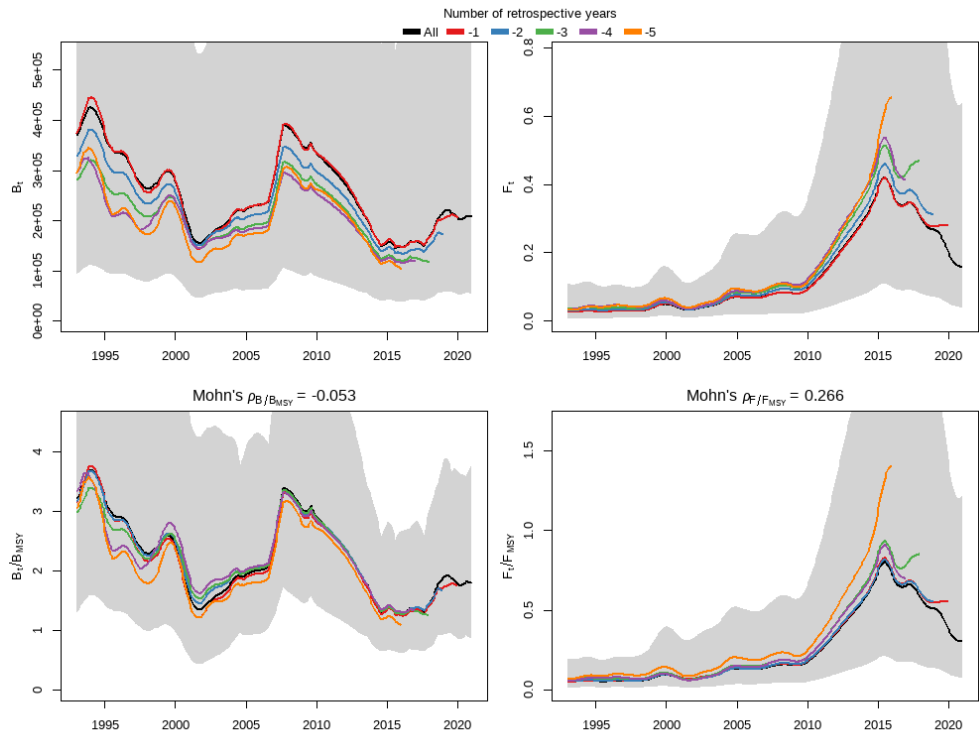 Number of retrospective years
All -1 -2 -3 -4 -5
Bt
0e+00 1e+05 2e+05 3e+05 4e+05 5e+05
1995 2000 2005 2010 2015 2020
Ft
0.0 0.2 0.4 0.6 0.8
1995 2000 2005 2010 2015 2020
Mohn's ρB/BMSY = -0.053
Bt/BMSY
0 1 2 3 4
1995 2000 2005 2010 2015 2020
Mohn's ρF/FMSY = 0.266
Ft/FMSY
0.0 0.5 1.0 1.5
1995 2000 2005 2010 2015 2020